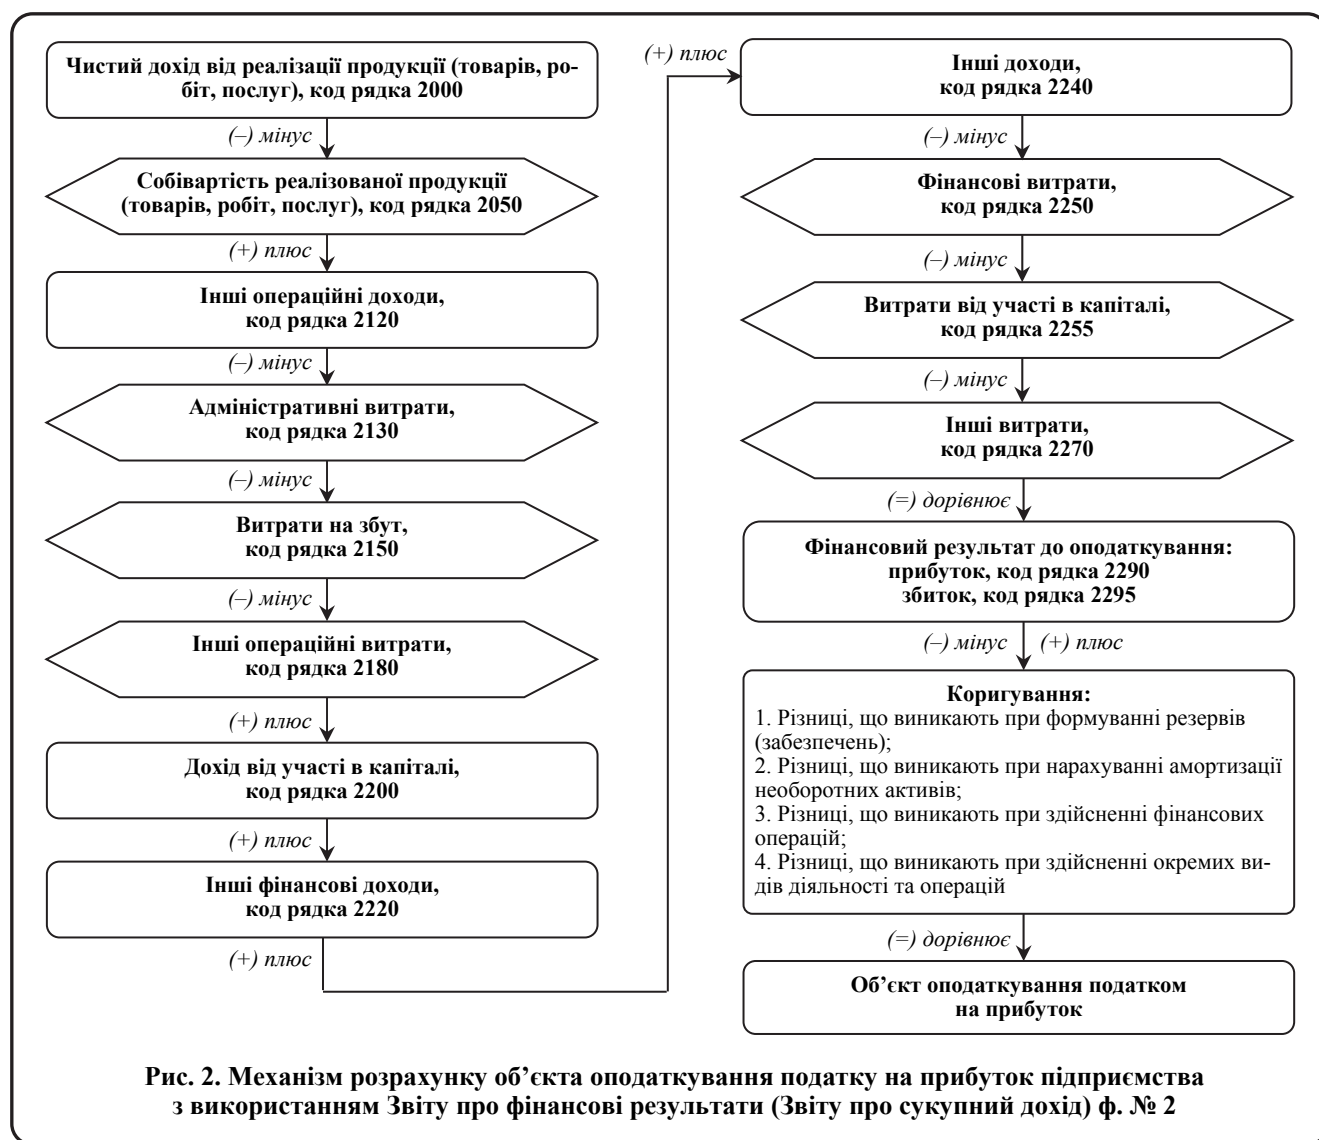 Чистий дохід від реалізації продукції (товарів, ро-
біт, послуг), код рядка 2000
(–) мінус
Собівартість реалізованої продукції
(товарів, робіт, послуг), код рядка 2050
(+) плюс
Інші операційні доходи,
код рядка 2120
(–) мінус
Адміністративні витрати,
код рядка 2130
(–) мінус
Витрати на збут,
код рядка 2150
(–) мінус
Інші операційні витрати,
код рядка 2180
(+) плюс
Дохід від участі в капіталі,
код рядка 2200
(+) плюс
Інші фінансові доходи,
код рядка 2220
(+) плюс
(+) плюс
Інші доходи,
код рядка 2240
(–) мінус
Фінансові витрати,
код рядка 2250
(–) мінус
Витрати від участі в капіталі,
код рядка 2255
(–) мінус
Інші витрати,
код рядка 2270
(=) дорівнює
Фінансовий результат до оподаткування:
прибуток, код рядка 2290
збиток, код рядка 2295
(–) мінус (+) плюс
Коригування:
1. Різниці, що виникають при формуванні резервів
(забезпечень);
2. Різниці, що виникають при нарахуванні амортизації
необоротних активів;
3. Різниці, що виникають при здійсненні фінансових
операцій;
4. Різниці, що виникають при здійсненні окремих ви-
дів діяльності та операцій
(=) дорівнює
Об’єкт оподаткування податком
на прибуток
Рис. 2. Механізм розрахунку об’єкта оподаткування податку на прибуток підприємства
з використанням Звіту про фінансові результати (Звіту про сукупний дохід) ф. № 2